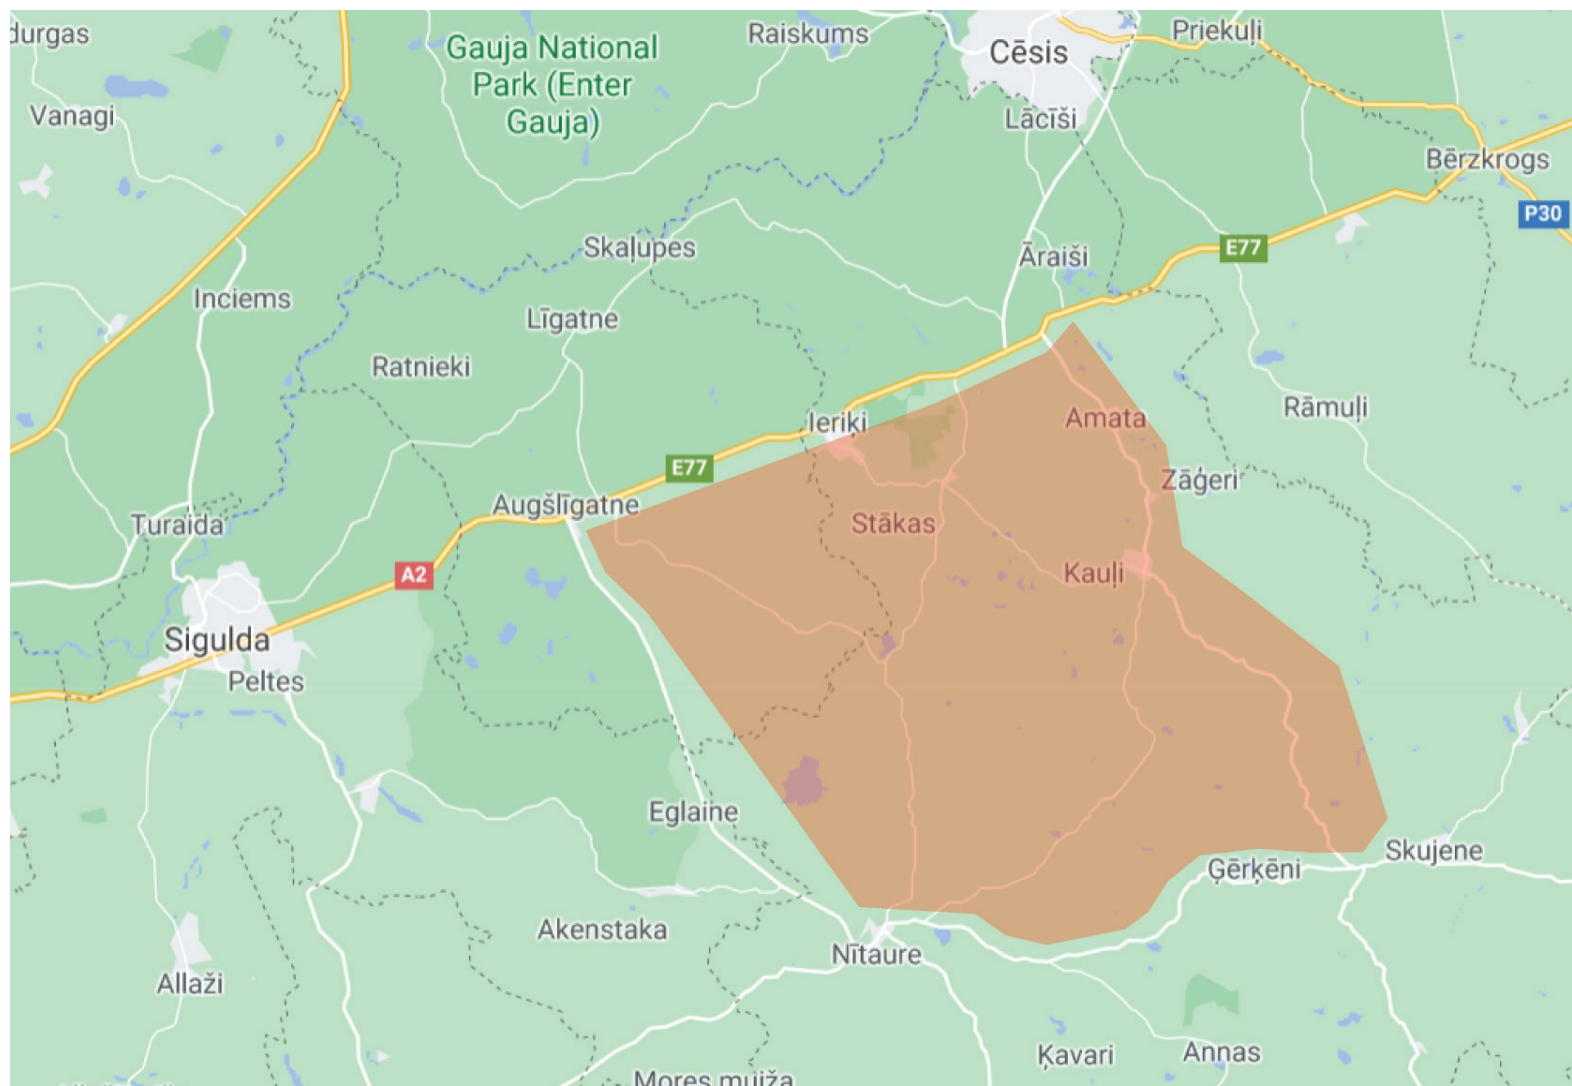 Raiskums
Priekuļi
Gauja National
Park (Enter
Gauja)
Cēsis
Vanagi
Lācīši
Bērzkrogs
P30
Skaļupes
Āraiši
E77
Inciems
Līgatne
Ratnieki
Rāmuļi
Ieriķi
Amata
E77
Zāģeri
Augšlīgatne
Turaida
Stākas
A2
Kauļi
Sigulda
Peltes
Eglaine
Skujene
Ģērķēni
Akenstaka
Nītaure
Allaži
Ķavari
Annas
Mores muiža